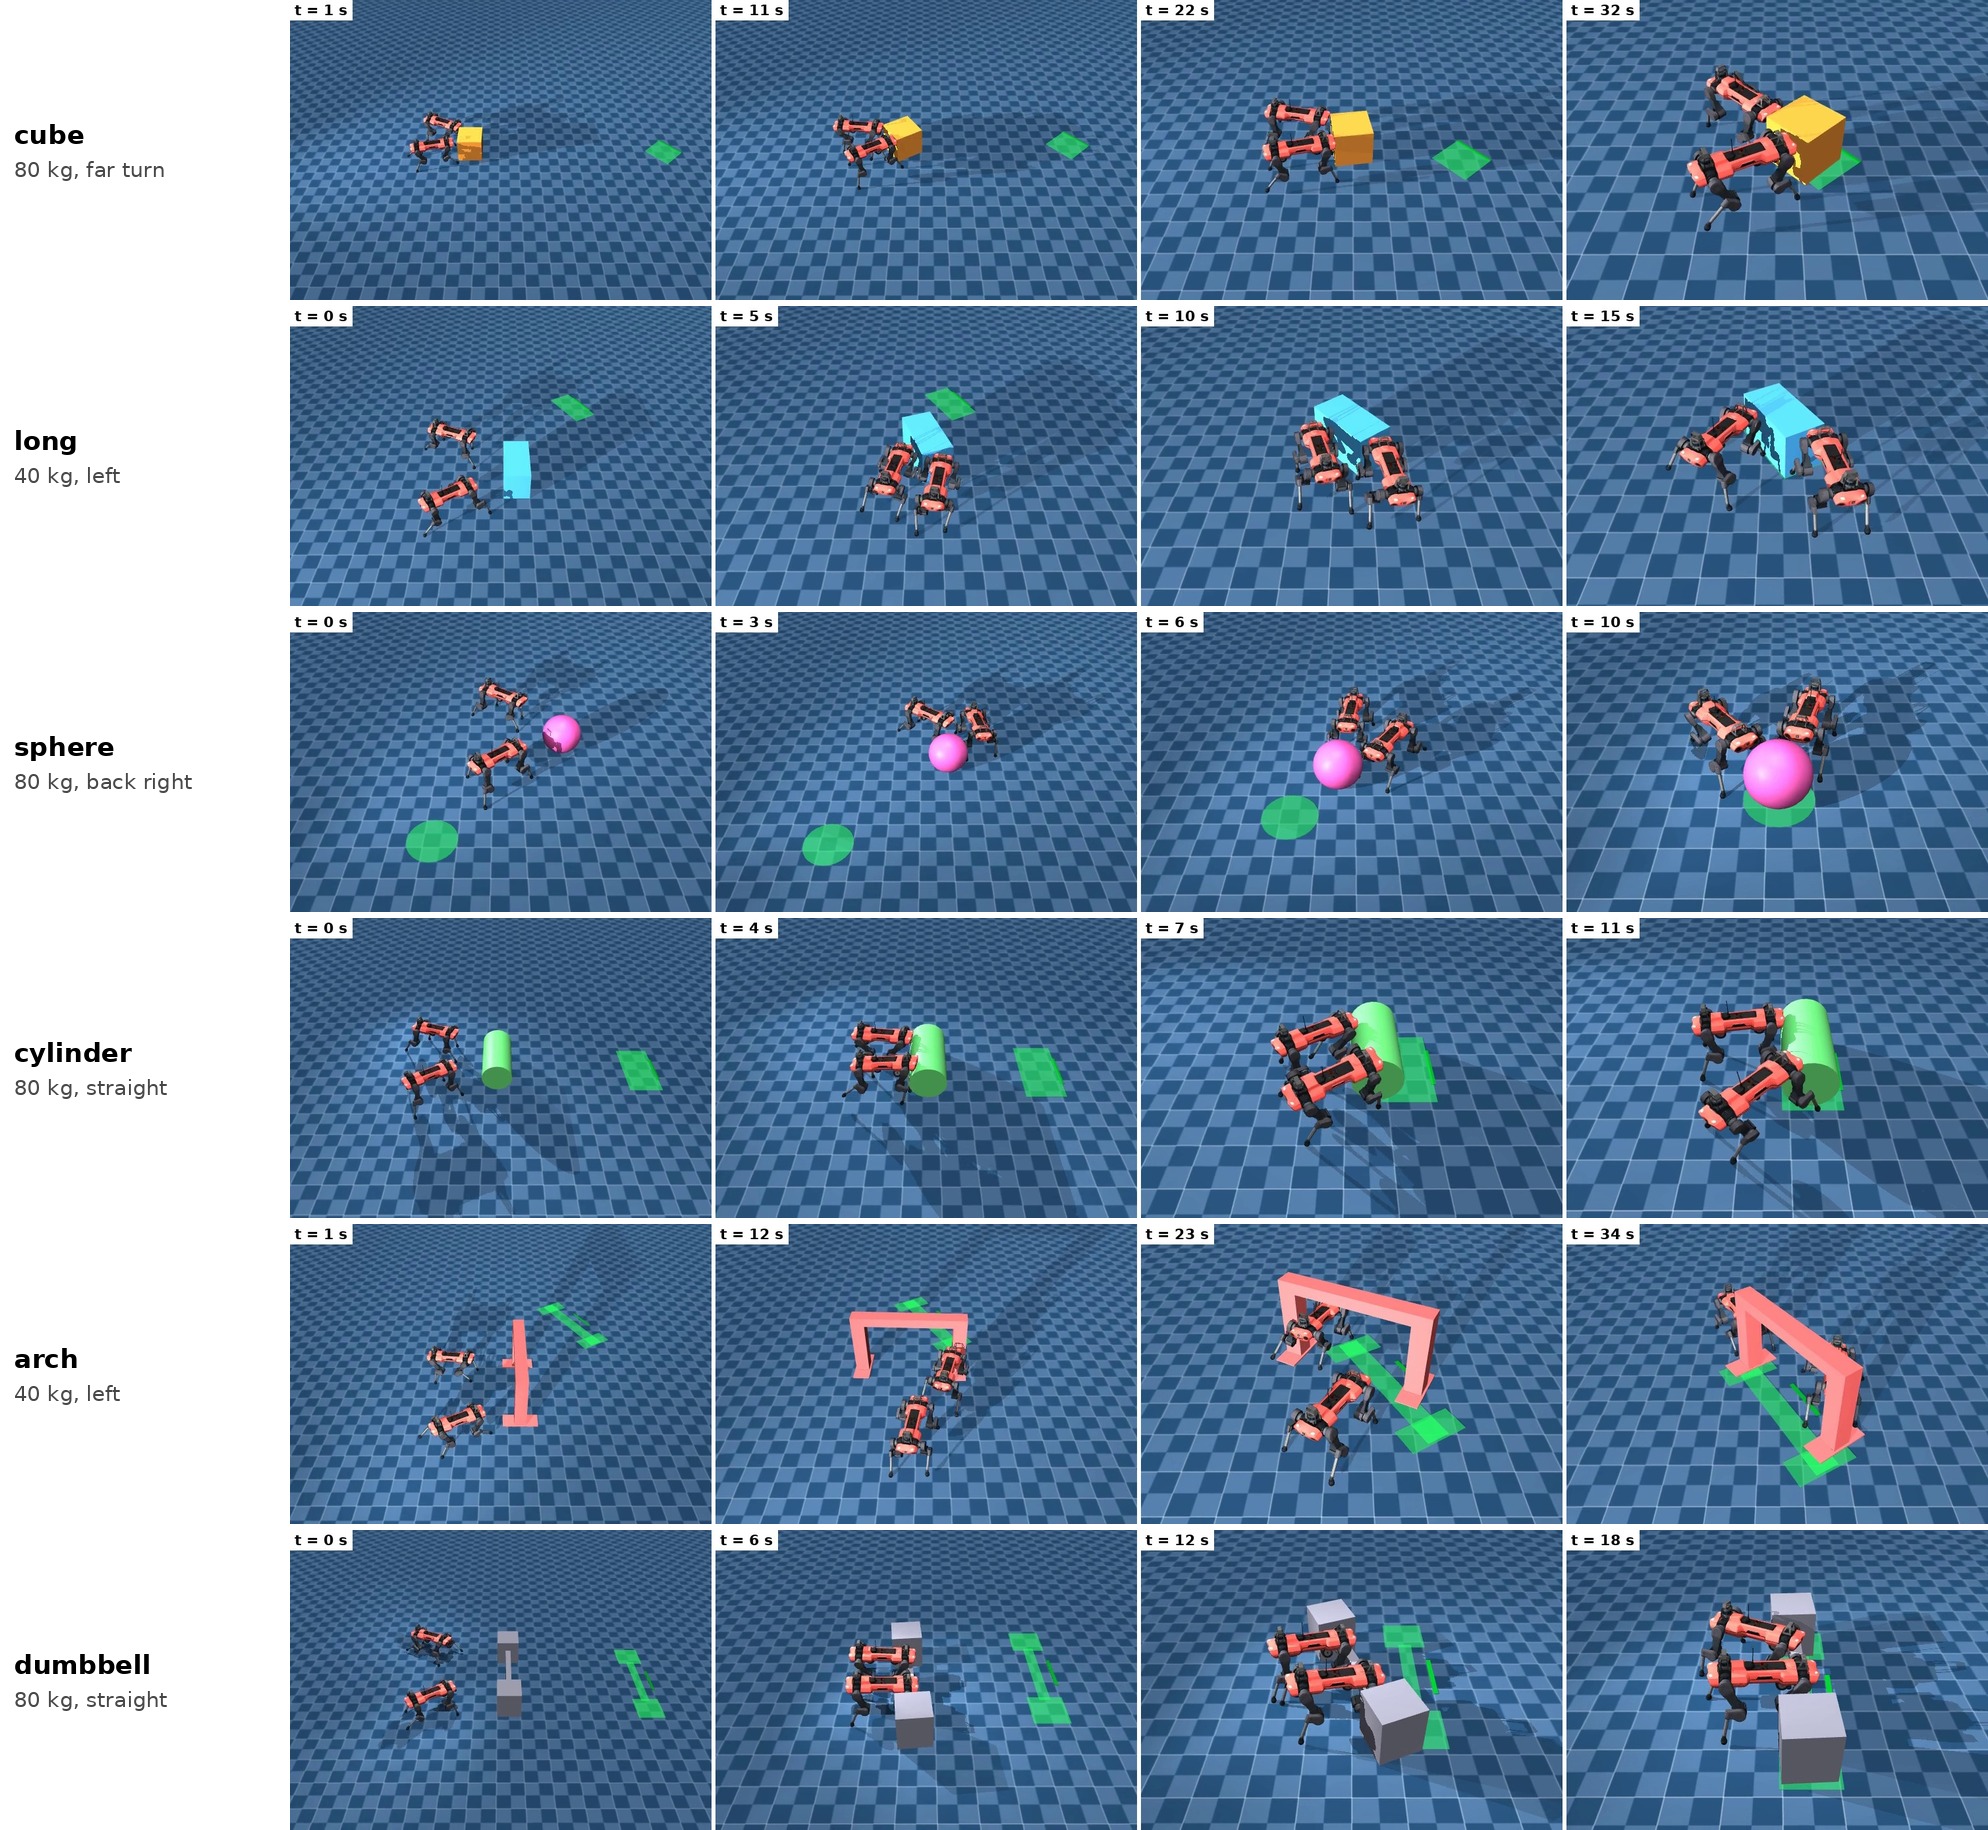 t = 1 s
t = 11 s
t = 22 s
t = 32 s
cube
80 kg, far turn
t = 0 s
t = 5 s
t = 10 s
t = 15 s
long
40 kg, left
t = 0 s
t = 3 s
t = 6 s
t = 10 s
sphere
80 kg, back right
t = 0 s
t = 4 s
t = 7 s
t = 11 s
cylinder
80 kg, straight
t = 1 s
t = 12 s
t = 23 s
t = 34 s
arch
40 kg, left
t = 0 s
t = 6 s
t = 12 s
t = 18 s
dumbbell
80 kg, straight